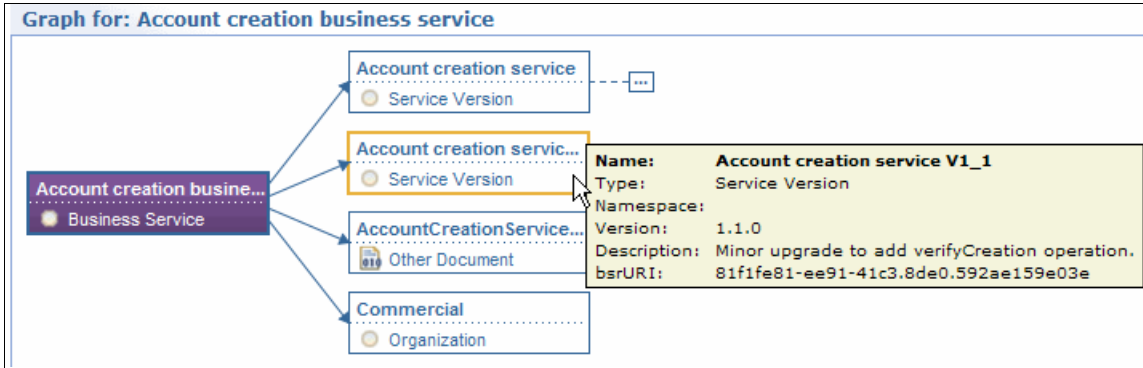 Graph for: Account creation business service
Account creation service
Service Version
...
Account creation servic...
Service Version
Name: Account creation service V1_1
Type: Service Version
Namespace:
Version: 1.1.0
Description: Minor upgrade to add verifyCreation operation.
bsrURI: 81f1fe81-ee91-41c3.8de0.592ae159e03e
Account creation busine...
Business Service
AccountCreationService...
010
Other Document
Commercial
Organization